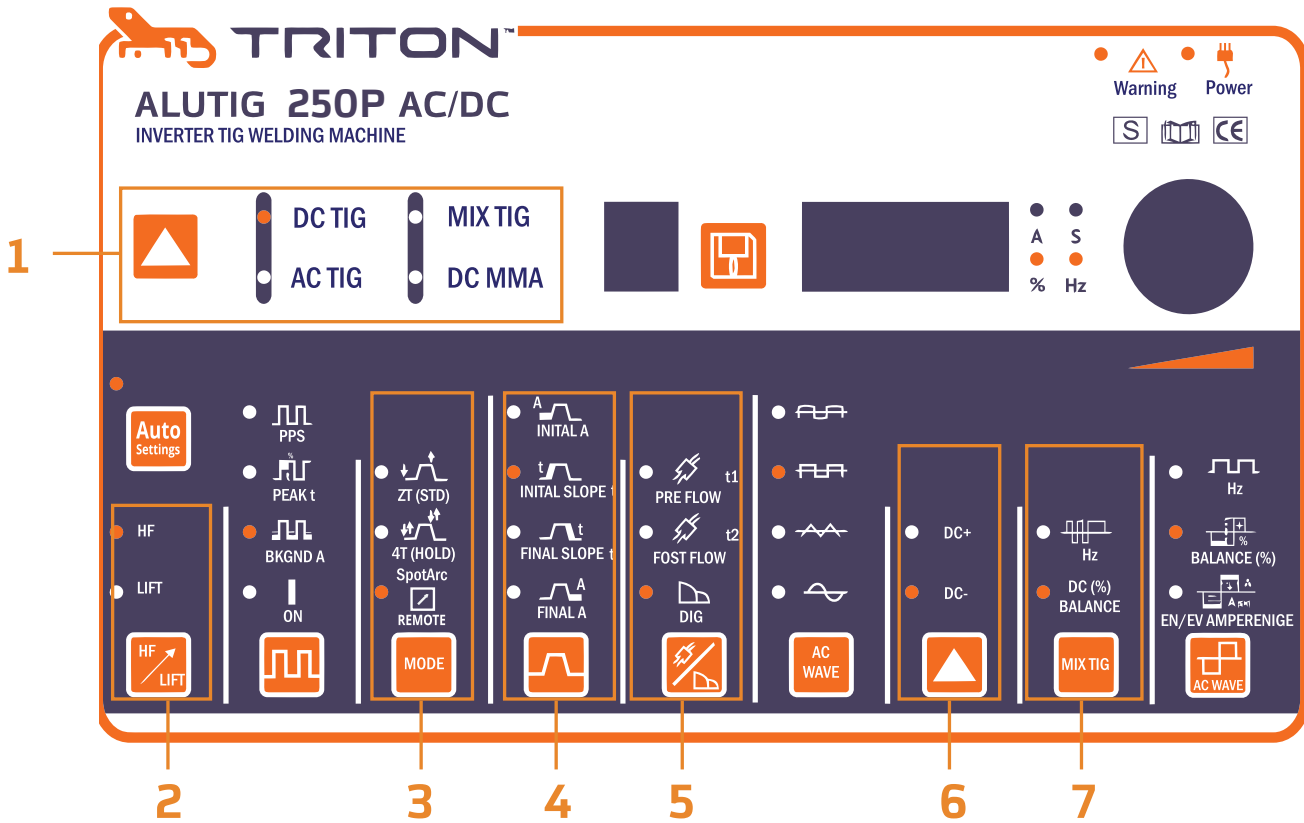 TRITON™
ALUTIG 250P AC/DC
INVERTER TIG WELDING MACHINE
Warning
Power
S
CE
1
DC TIG
MIX TIG
AC TIG
DC MMA
A
S
%
Hz
Auto
Settings
HF
LIFT
HF
LIFT
PPS
%
PEAK t
BKGND A
ON
ZT (STD)
4T (HOLD)
SpotArc
REMOTE
MODE
A
INITAL A
t
INITAL SLOPE t
t
FINAL SLOPE t
A
FINAL A
t1
PRE FLOW
t2
FOST FLOW
DIG
AC
WAVE
DC+
DC-
Hz
DC (%)
BALANCE
MIX TIG
Hz
%
BALANCE (%)
EN/EV AMPERENIGE
AC WAVE
2
3
4
5
6
7